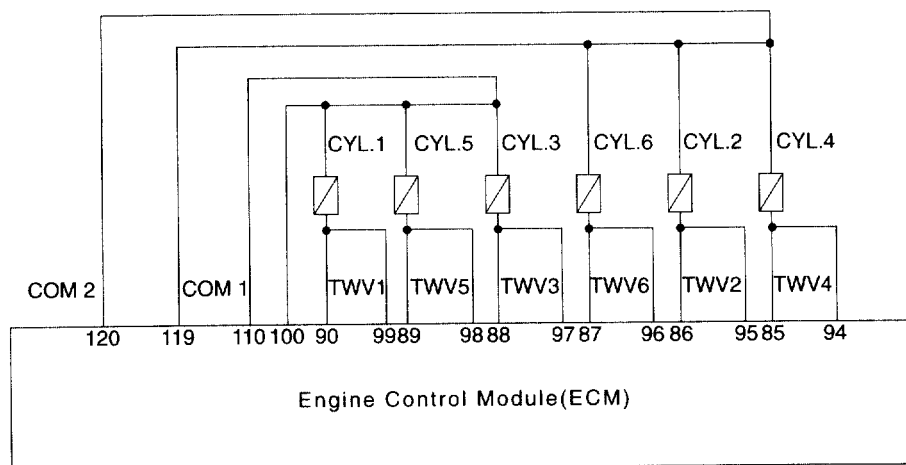 CYL.1 CYL.5 CYL.3 CYL.6 CYL.2 CYL.4
COM 2 COM 1 TWV1 TWV5 TWV3 TWV6 TWV2 TWV4
120 119 110 100 90 99 89 98 88 97 87 96 86 95 85 94
Engine Control Module(ECM)